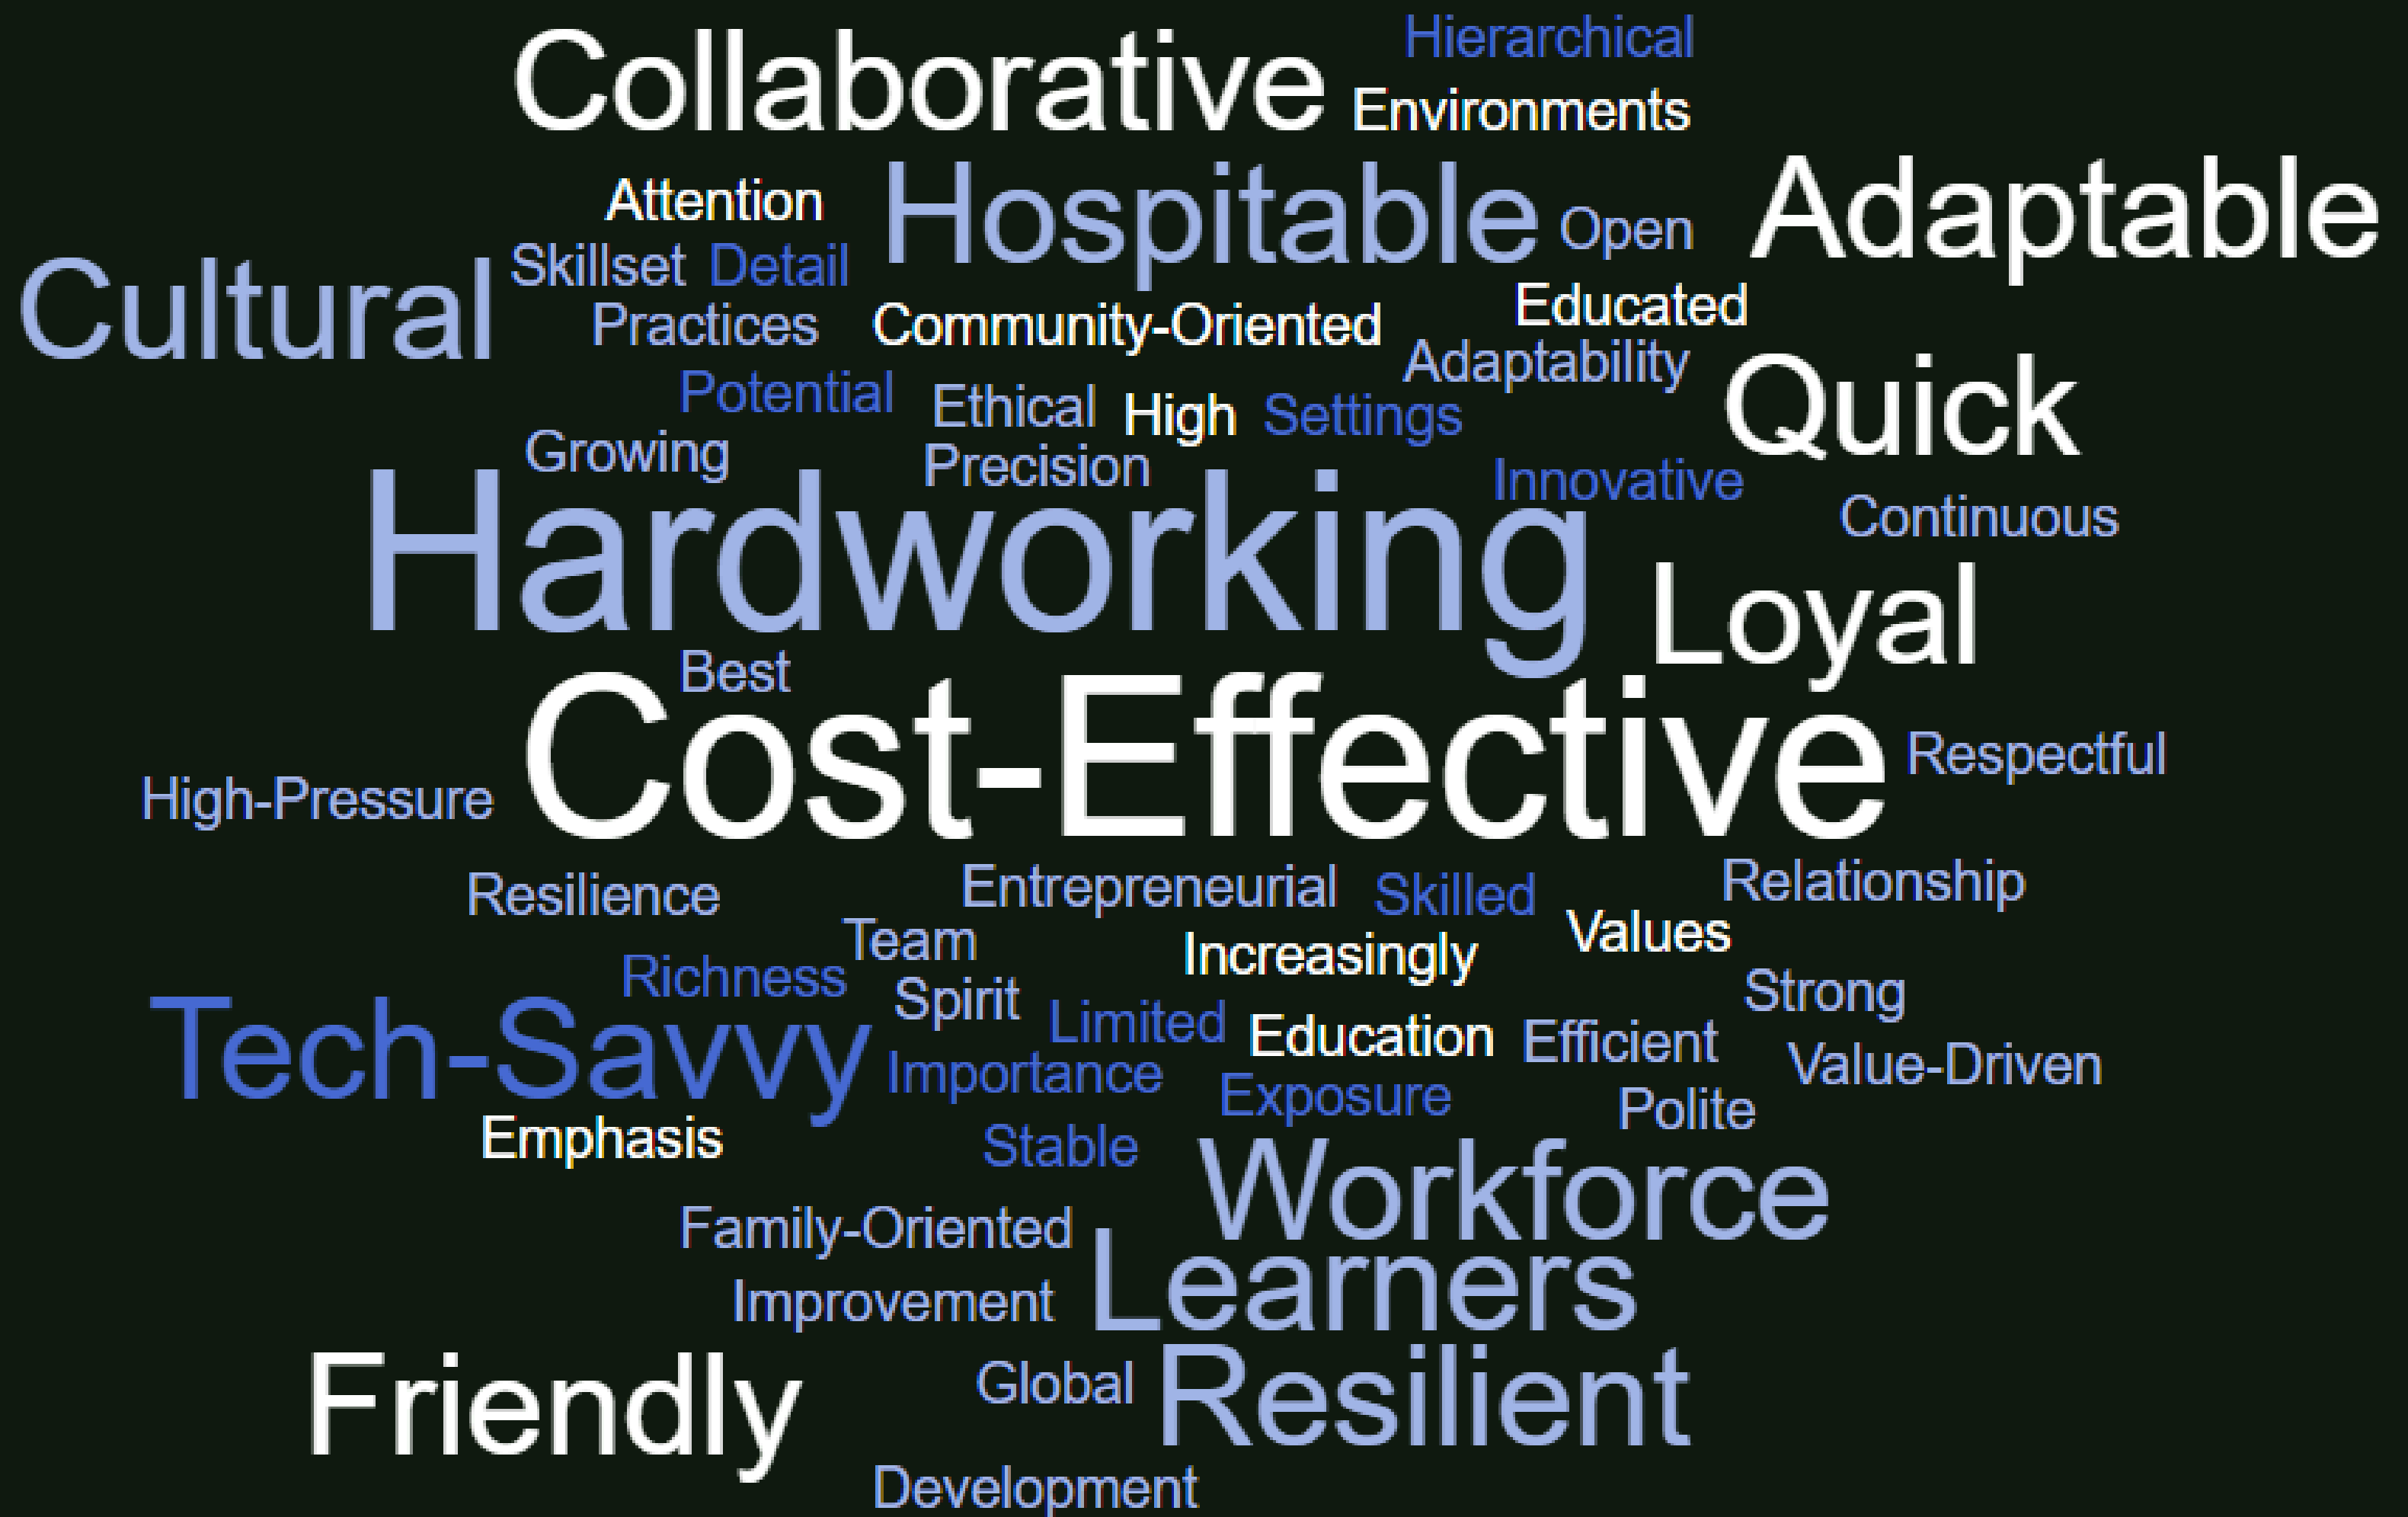 Hierarchical
Collaborative
Environments
Attention
Hospitable
Open
Adaptable
Cultural
Skillset
Detail
Educated
Practices
Community-Oriented
Adaptability
Quick
Potential
Ethical
High
Settings
Growing
Precision
Innovative
Continuous
Hardworking
Loyal
Best
Cost-Effective
Respectful
High-Pressure
Resilience
Entrepreneurial
Skilled
Relationship
Team
Increasingly
Values
Richness
Spirit
Strong
Tech-Savvy
Limited
Education
Efficient
Value-Driven
Importance
Exposure
Polite
Emphasis
Stable
Workforce
Family-Oriented
Learners
Improvement
Friendly
Global
Resilient
Development